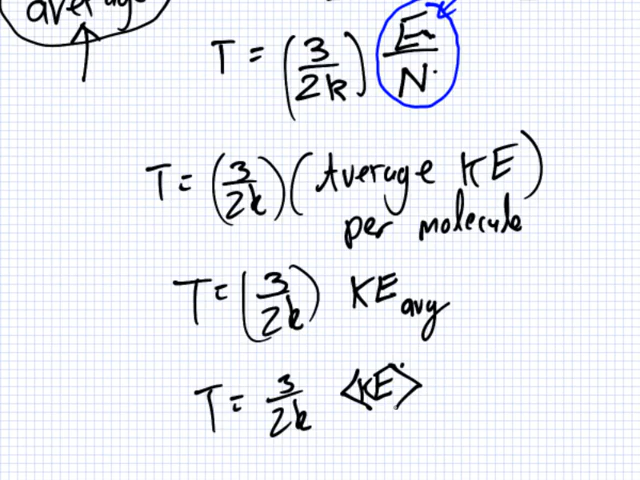 average
T = (3/2k) E/N
T = (3/2k) (Average KE)
per molecule
T = (3/2k) KE avg
T = 3/2k <KE>